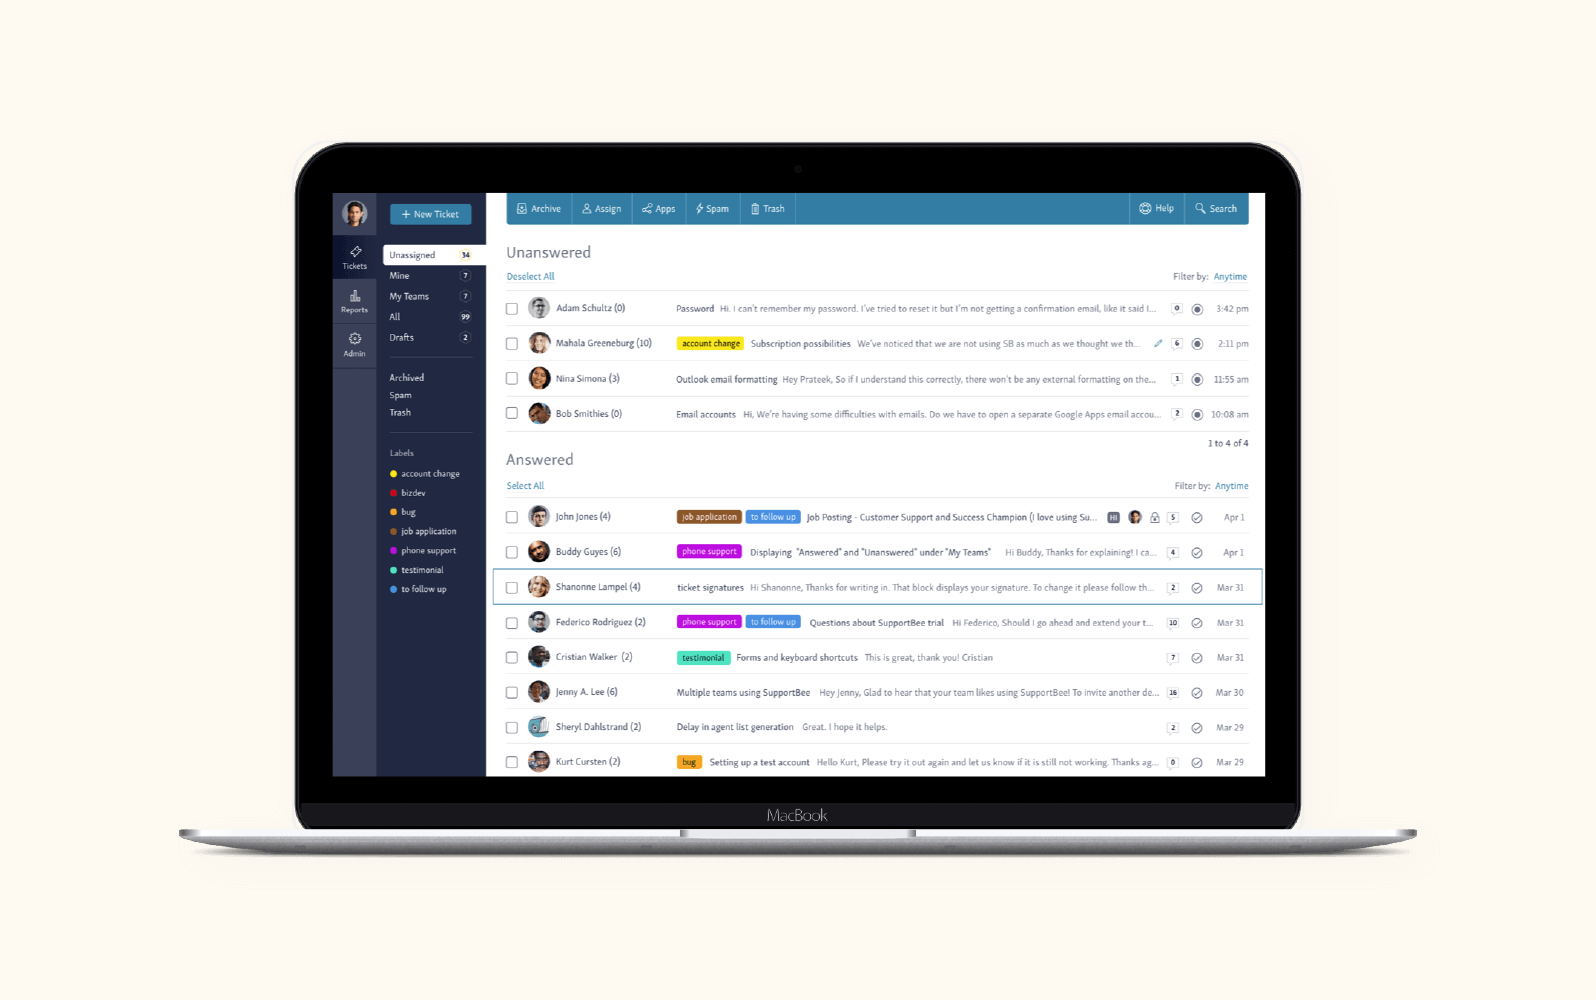 + New Ticket
Tickets
Reports
Admin
Unassigned 34
Mine 7
My Teams 7
All 99
Drafts 2
Archived
Spam
Trash
Labels
account change
bizdev
bug
job application
phone support
testimonial
to follow up
Archive Assign Apps Spam Trash Help Search
Unanswered
Deselect All Filter by: Anytime
Adam Schultz (0) Password Hi. I can't remember my password. I've tried to reset it but I'm not getting a confirmation email, like it said I... 0 3:42 pm
Mahala Greeneburg (10) account change Subscription possibilities We've noticed that we are not using SB as much as we thought we th... 6 2:11 pm
Nina Simona (3) Outlook email formatting Hey Prateek, So if I understand this correctly, there won't be any external formatting on the... 1 11:55 am
Bob Smithies (0) Email accounts Hi, We're having some difficulties with emails. Do we have to open a separate Google Apps email accou... 2 10:08 am
1 to 4 of 4
Answered
Select All Filter by: Anytime
John Jones (4) job application to follow up Job Posting - Customer Support and Success Champion (I love using Su... HI 5 Apr 1
Buddy Guyes (6) phone support Displaying "Answered" and "Unanswered" under "My Teams" Hi Buddy, Thanks for explaining! I ca... 4 Apr 1
Shanonne Lampel (4) ticket signatures Hi Shanonne, Thanks for writing in. That block displays your signature. To change it please follow th... 2 Mar 31
Federico Rodriguez (2) phone support to follow up Questions about SupportBee trial Hi Federico, Should I go ahead and extend your t... 10 Mar 31
Cristian Walker (2) testimonial Forms and keyboard shortcuts This is great, thank you! Cristian 7 Mar 31
Jenny A. Lee (6) Multiple teams using SupportBee Hey Jenny, Glad to hear that your team likes using SupportBee! To invite another de... 16 Mar 30
Sheryl Dahlstrand (2) Delay in agent list generation Great. I hope it helps. 2 Mar 29
Kurt Cursten (2) bug Setting up a test account Hello Kurt, Please try it out again and let us know if it is still not working. Thanks ag... 0 Mar 29
MacBook